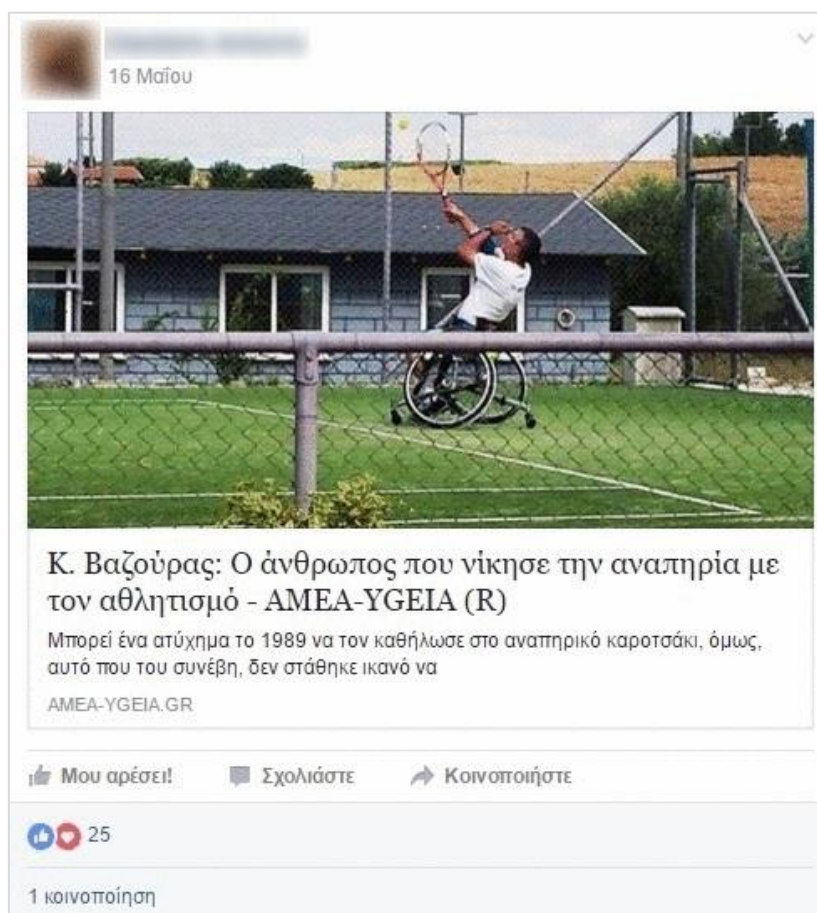 16 Μαΐου
Κ. Βαζούρας: Ο άνθρωπος που νίκησε την αναπηρία με
τον αθλητισμό - AMEA-YGEIA (R)
Μπορεί ένα ατύχημα το 1989 να τον καθήλωσε στο αναπηρικό καροτσάκι, όμως,
αυτό που του συνέβη, δεν στάθηκε ικανό να
AMEA-YGEIA.GR
Μου αρέσει! Σχολιάστε Κοινοποιήστε
25
1 κοινοποίηση